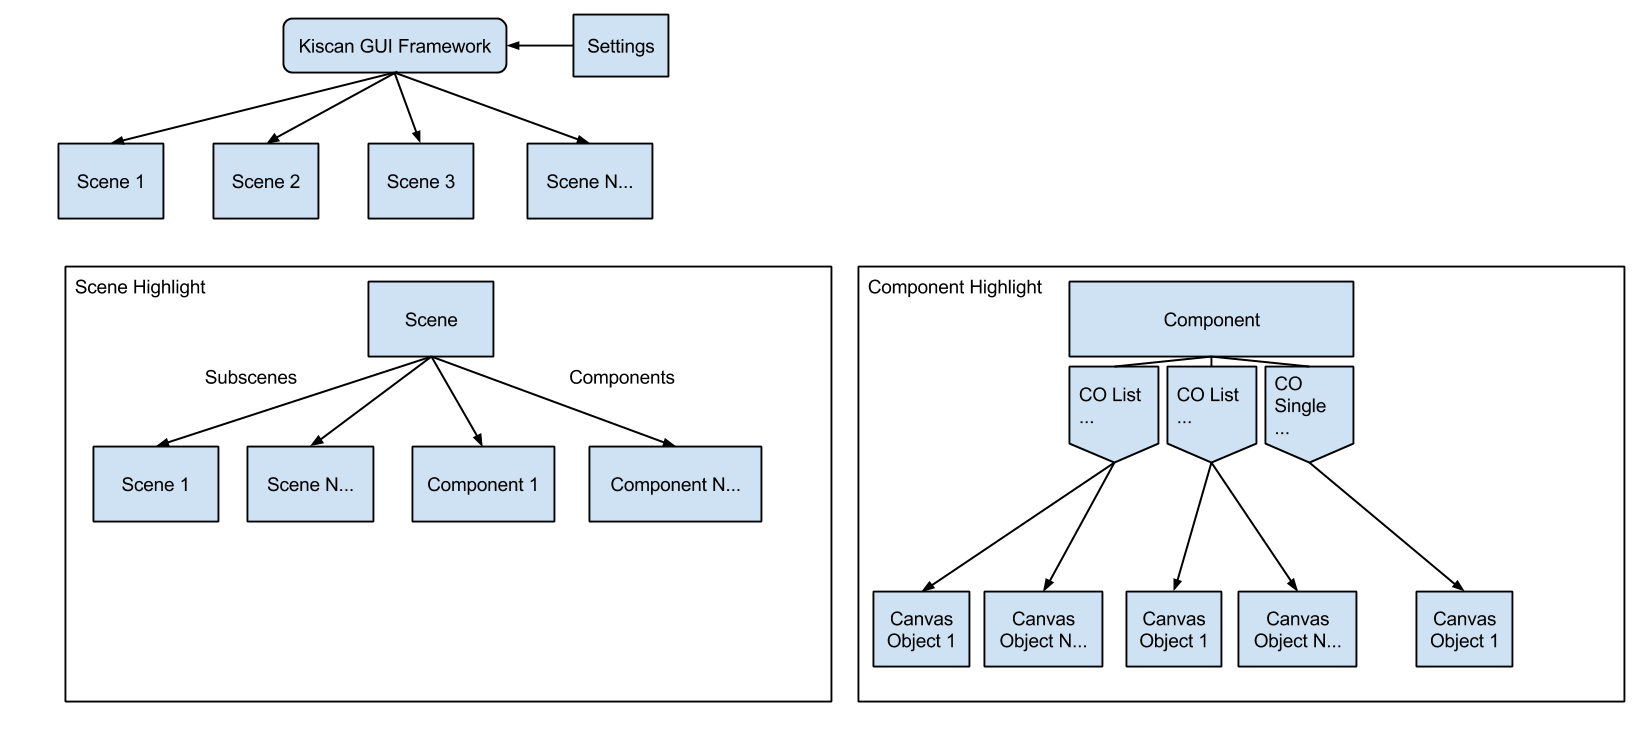 Kiscan GUI Framework
Settings
Scene 1
Scene 2
Scene 3
Scene N...
Scene Highlight
Scene
Subscenes
Components
Scene 1
Scene N...
Component 1
Component N...
Component Highlight
Component
CO List
...
CO List
...
CO
Single
...
Canvas
Object 1
Canvas
Object N...
Canvas
Object 1
Canvas
Object N...
Canvas
Object 1